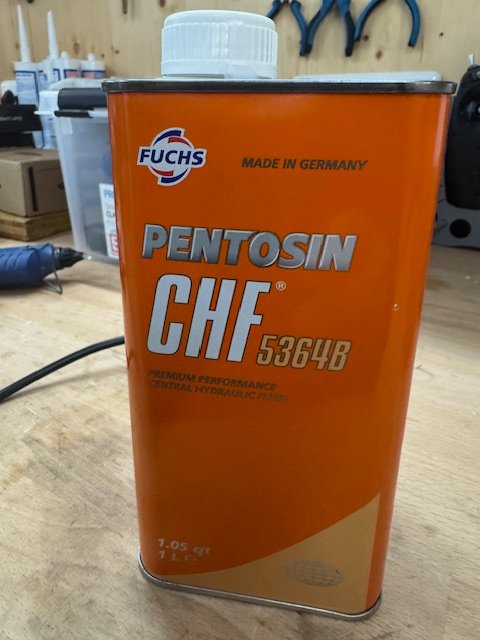 FUCHS
MADE IN GERMANY
PENTOSIN
CHF®
5364B
PREMIUM PERFORMANCE
CENTRAL HYDRAULIC FLUID
1.05 qt
1 L